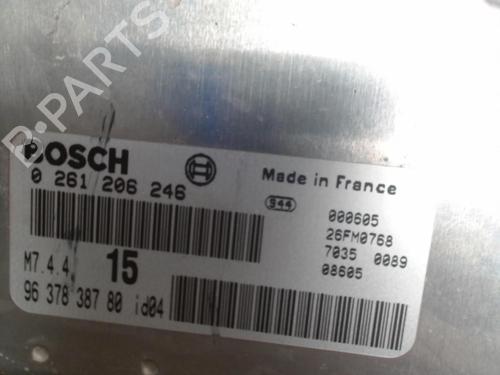 B-PARTS
BOSCH
0 261 206 246
Made in France
944
000605
26FM0768
7035 0089
08605
M7.4.4. 15
96 378 387 80 id04